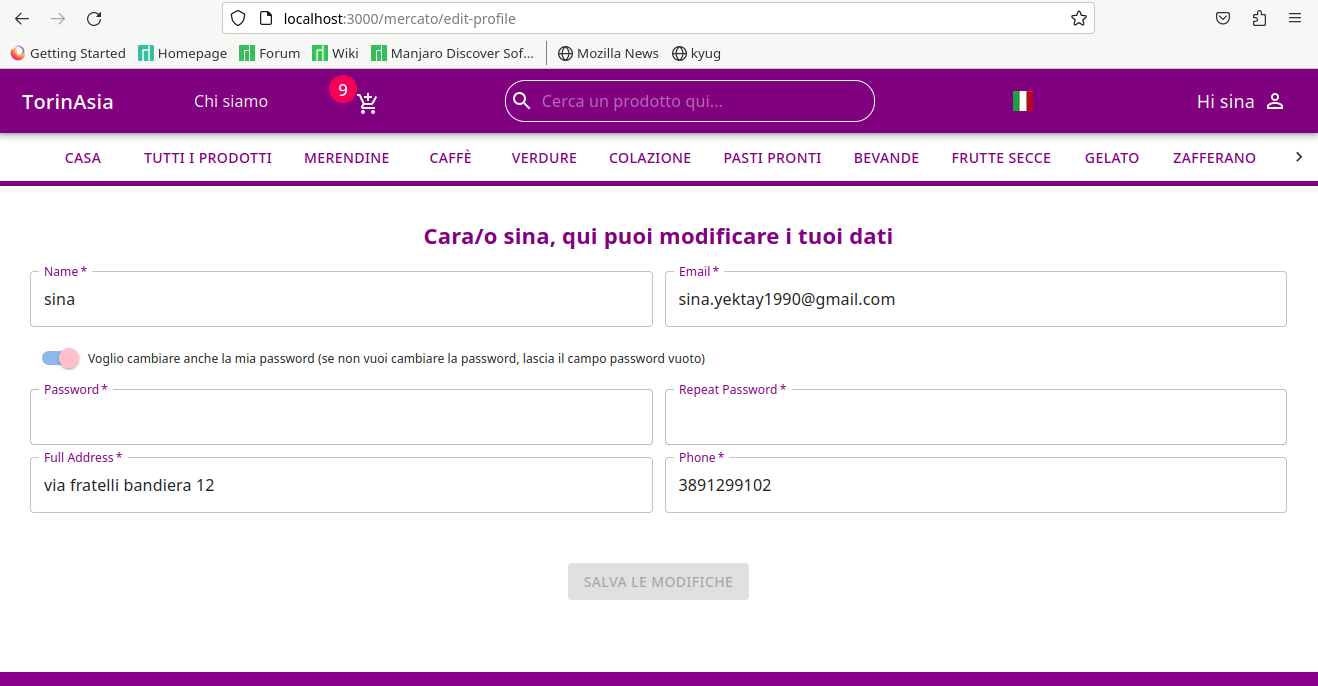 localhost:3000/mercato/edit-profile
Getting Started Homepage Forum Wiki Manjaro Discover Sof... Mozilla News kyug
TorinAsia Chi siamo 9 Cerca un prodotto qui... Hi sina
CASA TUTTI I PRODOTTI MERENDINE CAFFÈ VERDURE COLAZIONE PASTI PRONTI BEVANDE FRUTTE SECCE GELATO ZAFFERANO
Cara/o sina, qui puoi modificare i tuoi dati
Name * Email *
sina sina.yektay1990@gmail.com
Voglio cambiare anche la mia password (se non vuoi cambiare la password, lascia il campo password vuoto)
Password * Repeat Password *
Full Address * Phone *
via fratelli bandiera 12 3891299102
SALVA LE MODIFICHE